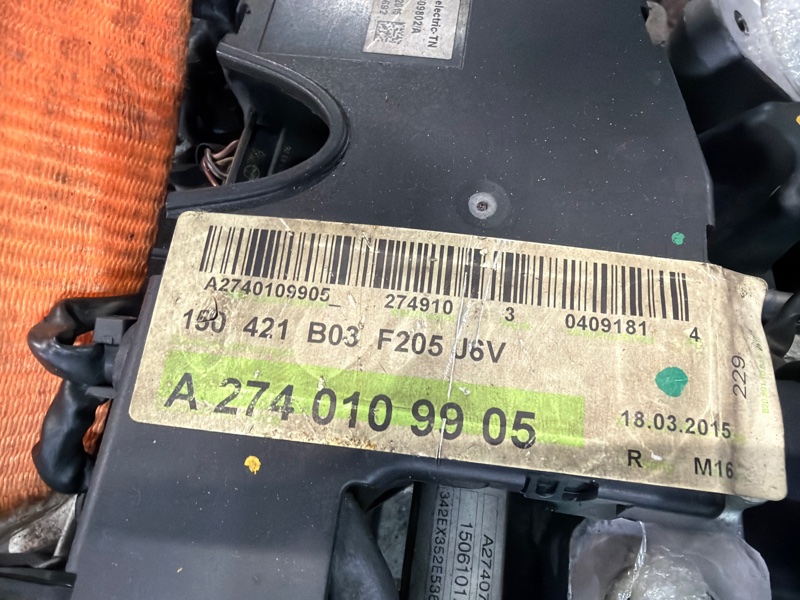 electric-TN
A2740109905_ 274910 3 0409181 4
150 421 B03 F205 J6V
229
A 274 010 99 05
18.03.2015
R M16